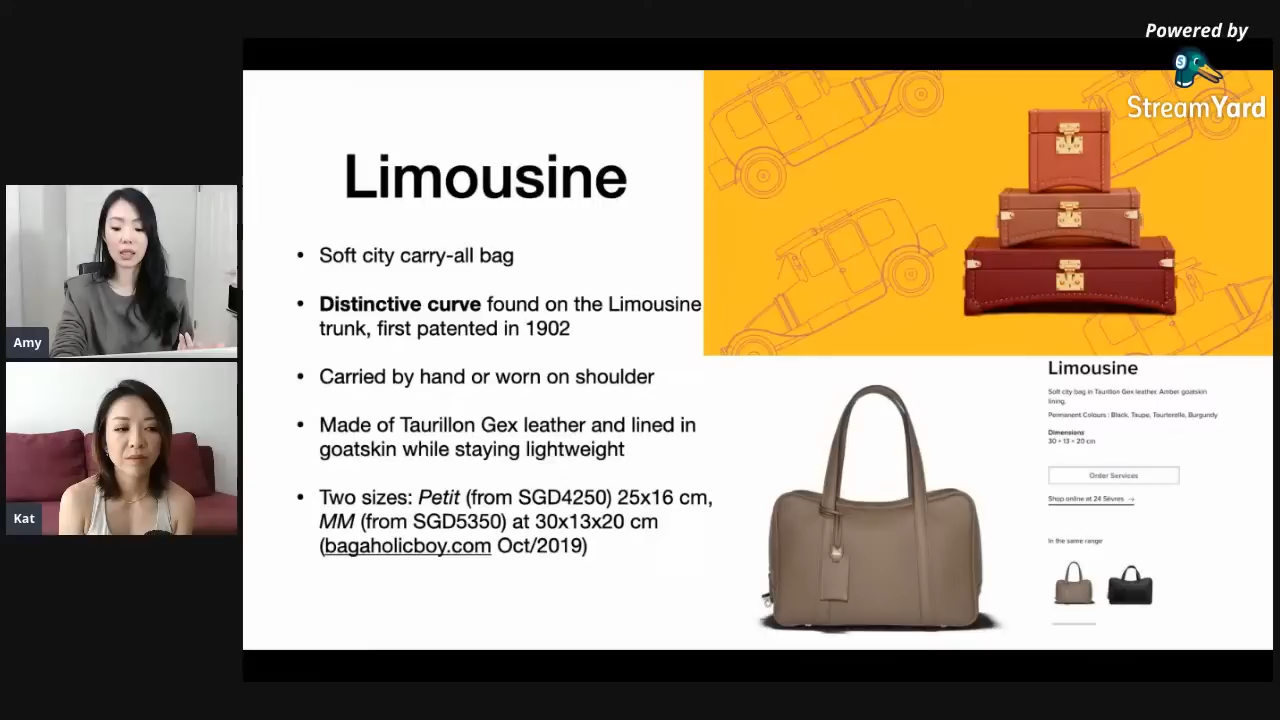 Powered by
StreamYard
Limousine
• Soft city carry-all bag
• Distinctive curve found on the Limousine
trunk, first patented in 1902
• Carried by hand or worn on shoulder
• Made of Taurillon Gex leather and lined in
goatskin while staying lightweight
• Two sizes: Petit (from SGD4250) 25x16 cm,
MM (from SGD5350) at 30x13x20 cm
(bagaholicboy.com Oct/2019)
Limousine
Soft city bag in Taurillon Gex leather. Amber goatskin
lining.
Permanent Colours : Black, Taupe, Tourterelle, Burgundy
Dimensions
30 × 13 × 20 cm
Order Services
Shop online at 24 Sèvres →
In the same range
Amy
Kat